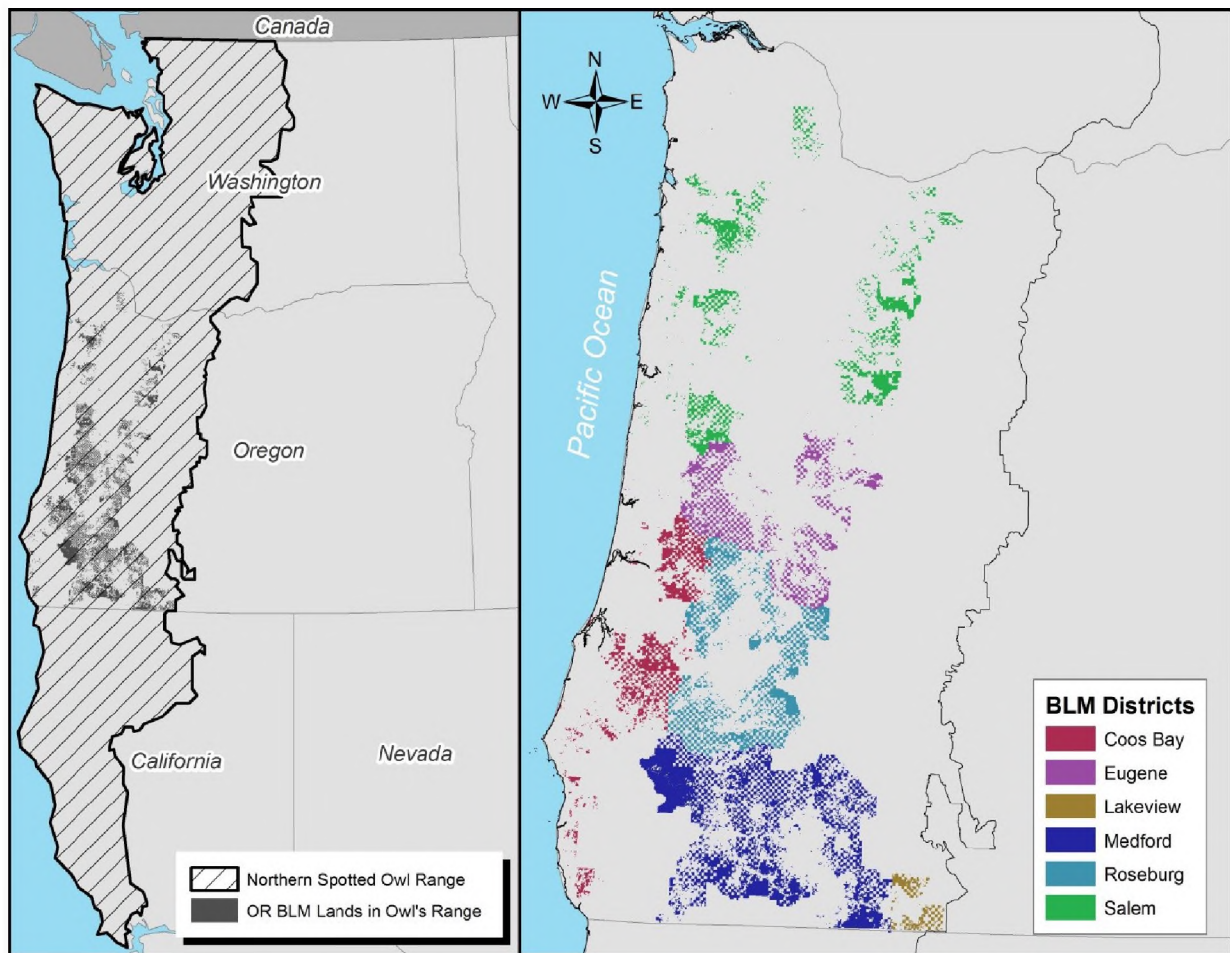 Canada
Washington
Oregon
California
Nevada
Northern Spotted Owl Range
OR BLM Lands in Owl's Range
N
W E
S
Pacific Ocean
BLM Districts
Coos Bay
Eugene
Lakeview
Medford
Roseburg
Salem